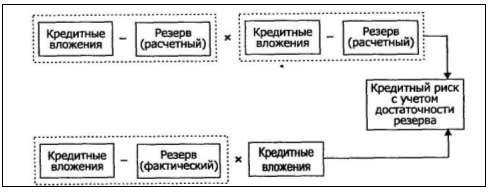 Кредитные вложения – Резерв (расчетный) × Кредитные вложения – Резерв (расчетный)
Кредитный риск
с учетом
достаточности
резерва
Кредитные вложения – Резерв (фактический) × Кредитные вложения